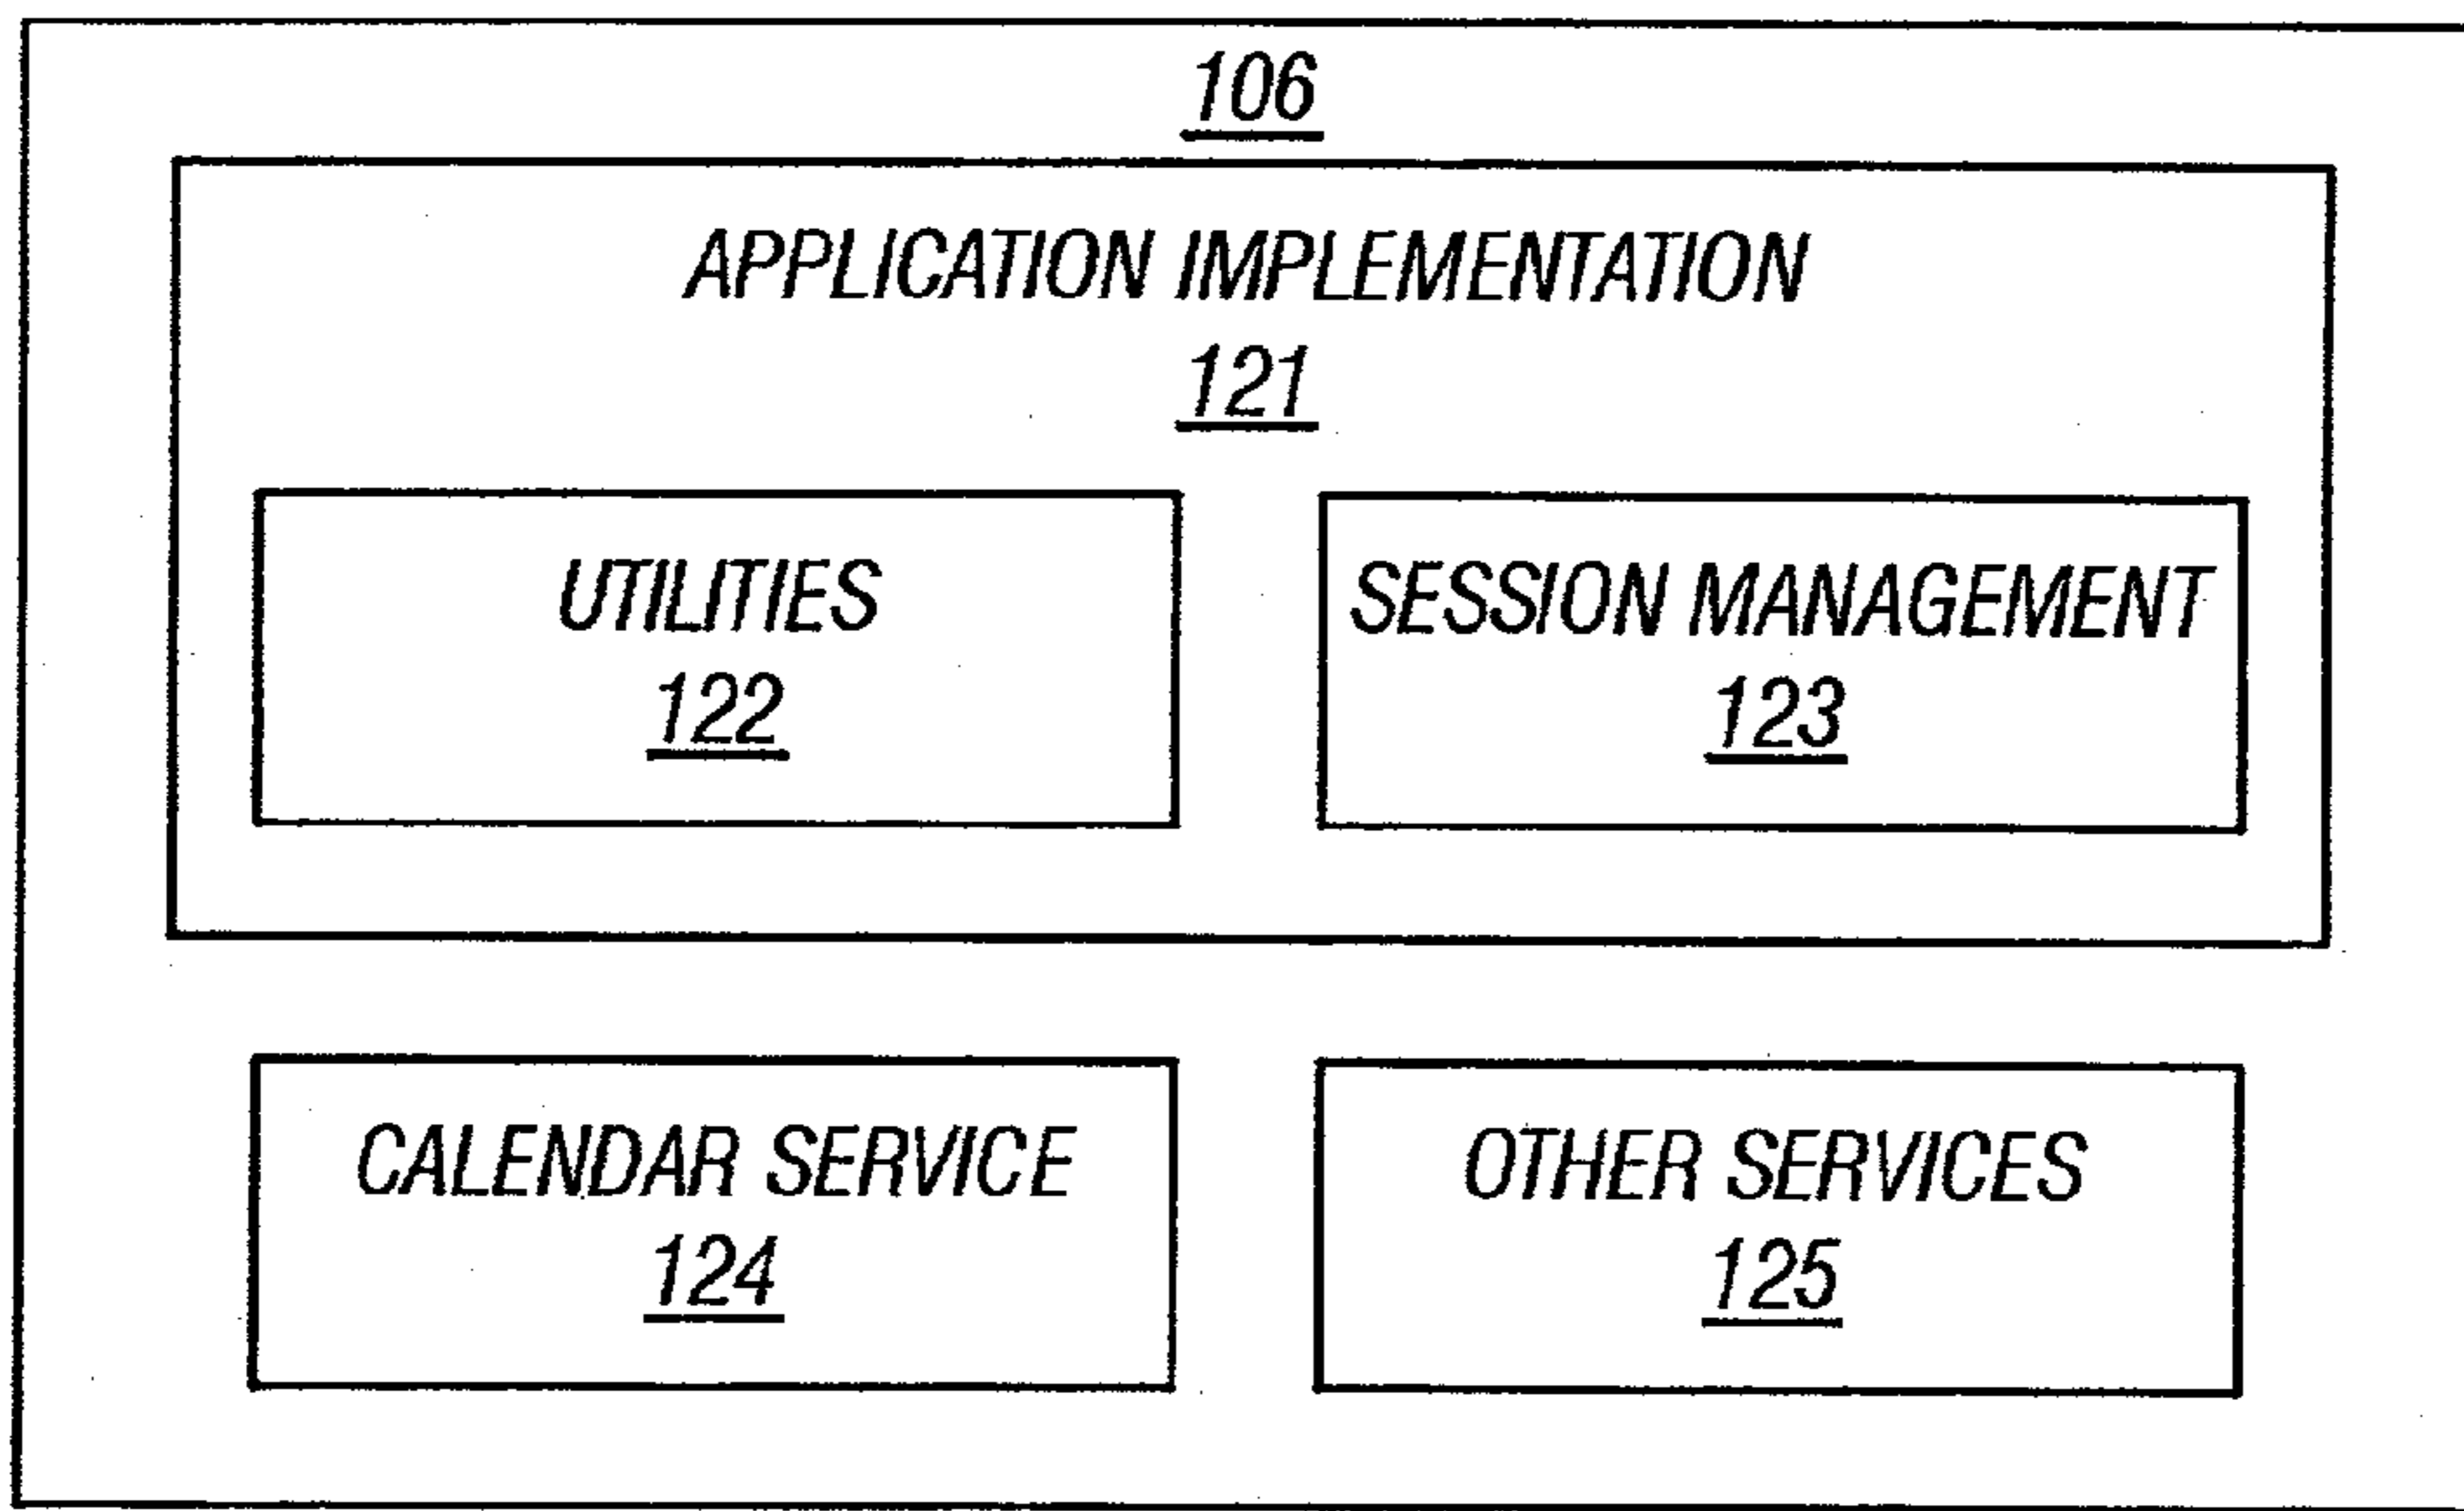 106
APPLICATION IMPLEMENTATION
121
UTILITIES
122
SESSION MANAGEMENT
123
CALENDAR SERVICE
124
OTHER SERVICES
125